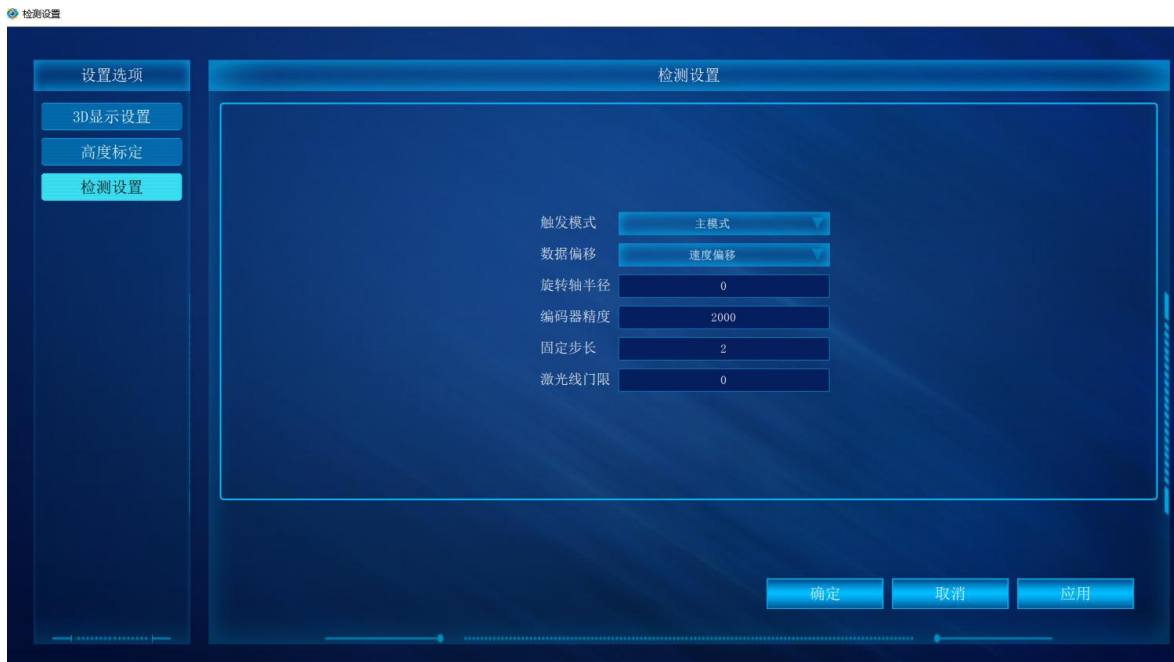 检测设置
设置选项
检测设置
3D显示设置
高度标定
检测设置
触发模式 主模式
数据偏移 速度偏移
旋转轴半径 0
编码器精度 2000
固定步长 2
激光线门限 0
确定 取消 应用